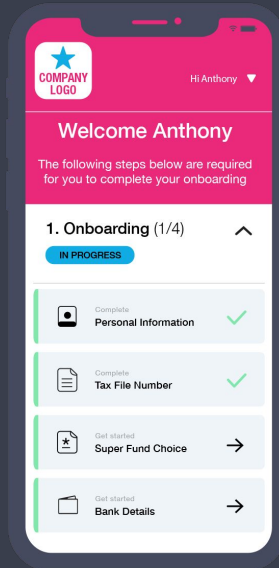 COMPANY
LOGO
Hi Anthony
Welcome Anthony
The following steps below are required
for you to complete your onboarding
1. Onboarding (1/4)
IN PROGRESS
Complete
Personal Information
Complete
Tax File Number
Get started
Super Fund Choice
Get started
Bank Details